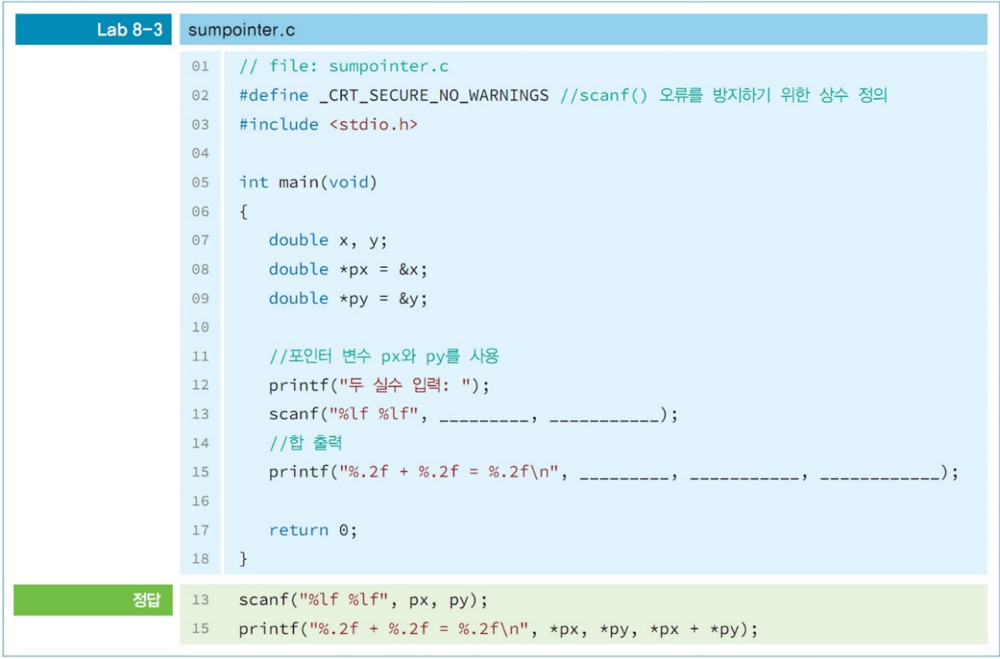 Lab 8-3 sumpointer.c
01 // file: sumpointer.c
02 #define _CRT_SECURE_NO_WARNINGS //scanf() 오류를 방지하기 위한 상수 정의
03 #include <stdio.h>
04
05 int main(void)
06 {
07 double x, y;
08 double *px = &x;
09 double *py = &y;
10
11 //포인터 변수 px와 py를 사용
12 printf("두 실수 입력: ");
13 scanf("%lf %lf", _________, ___________);
14 //합 출력
15 printf("%.2f + %.2f = %.2f\n", _________, ___________, ____________);
16
17 return 0;
18 }
정답 13 scanf("%lf %lf", px, py);
15 printf("%.2f + %.2f = %.2f\n", *px, *py, *px + *py);